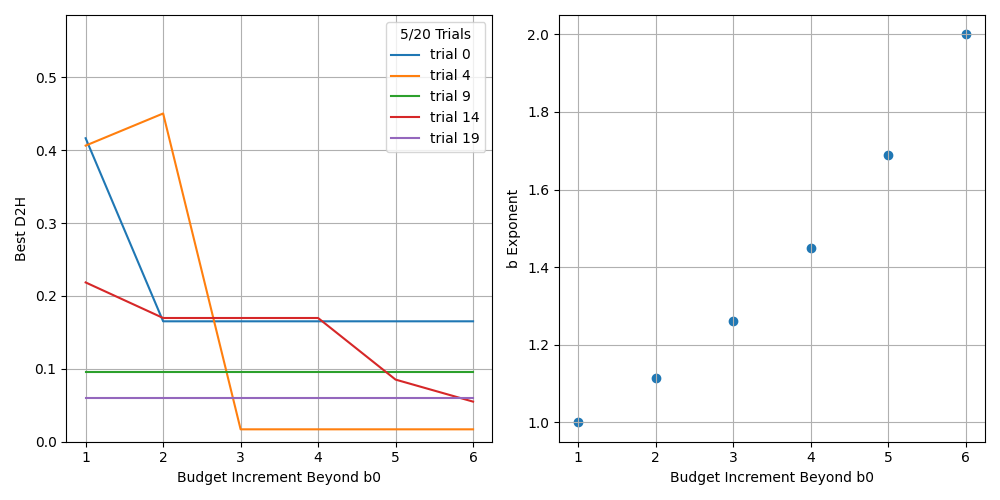 5/20 Trials
trial 0
trial 4
trial 9
trial 14
trial 19
0.5
0.4
0.3
0.2
0.1
0.0
Best D2H
1 2 3 4 5 6
Budget Increment Beyond b0
2.0
1.8
1.6
1.4
1.2
1.0
b Exponent
1 2 3 4 5 6
Budget Increment Beyond b0